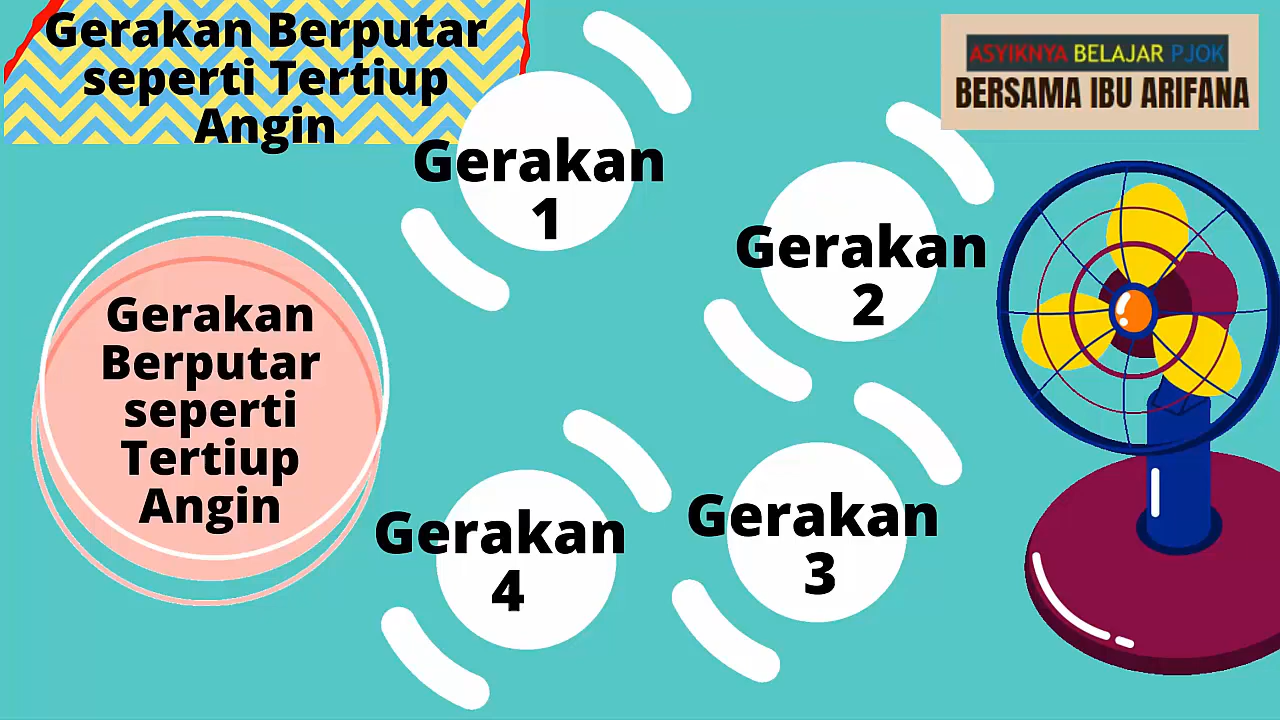 Gerakan Berputar
seperti Tertiup
Angin
ASYIKNYA BELAJAR PJOK
BERSAMA IBU ARIFANA
Gerakan
1
Gerakan
2
Gerakan
Berputar
seperti
Tertiup
Angin
Gerakan
3
Gerakan
4